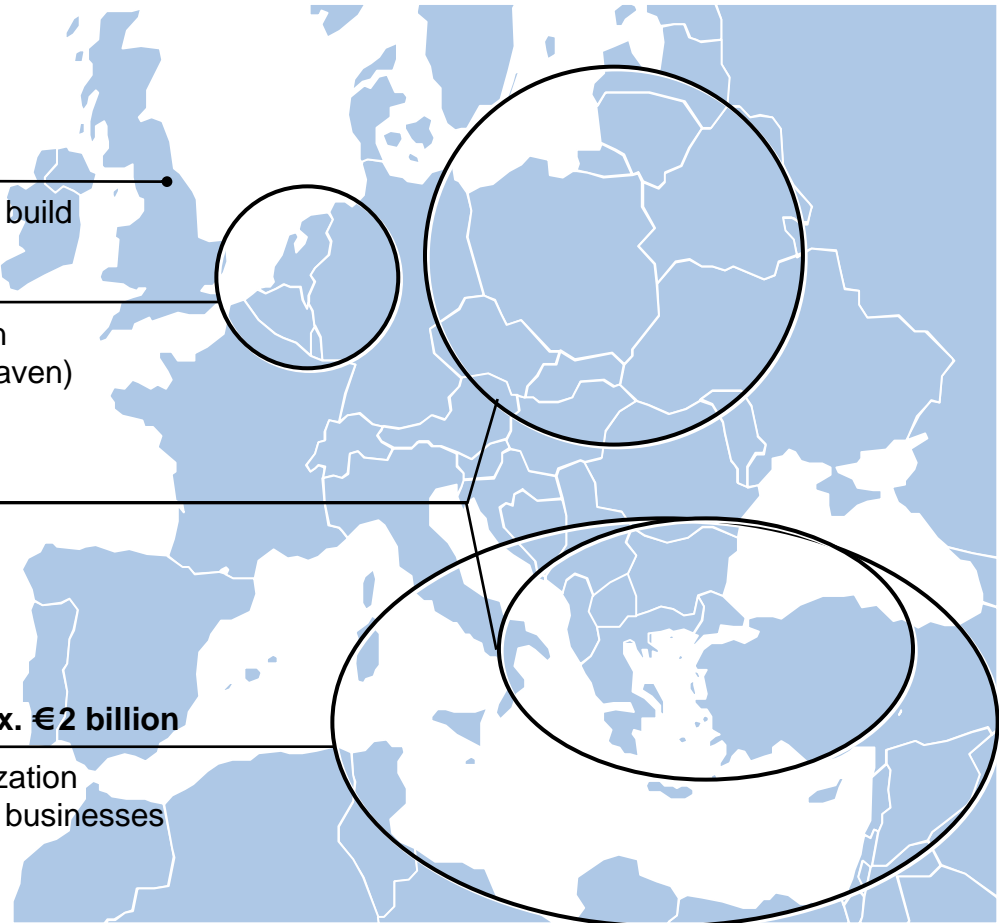 build
n
aven)
x. €2 billion
zation
businesses